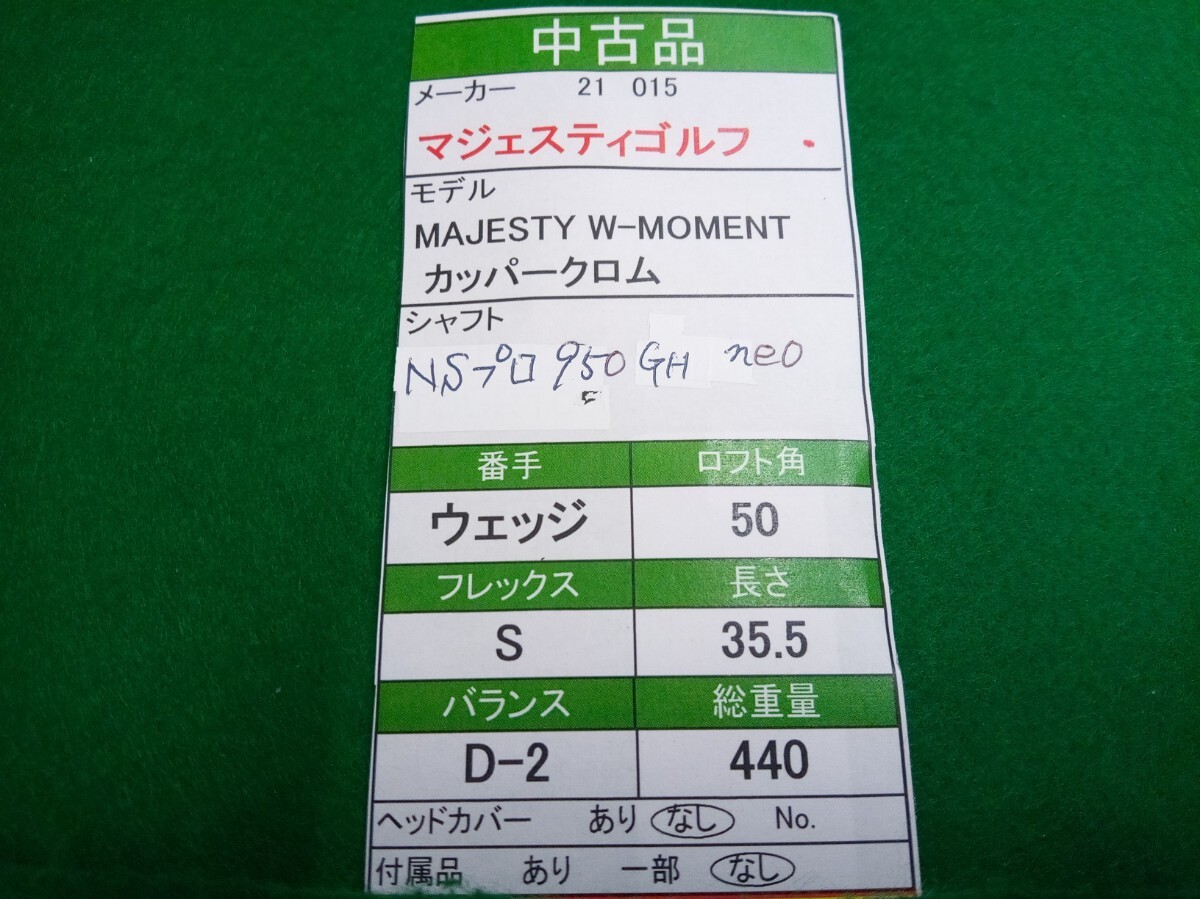 中古品
メーカー 21 015
マジェスティゴルフ
モデル
MAJESTY W-MOMENT
カッパークロム
シャフト
NSプロ 950 GH neo
番手 ロフト角
ウェッジ 50
フレックス 長さ
S 35.5
バランス 総重量
D-2 440
ヘッドカバー あり なし No.
付属品 あり 一部 なし